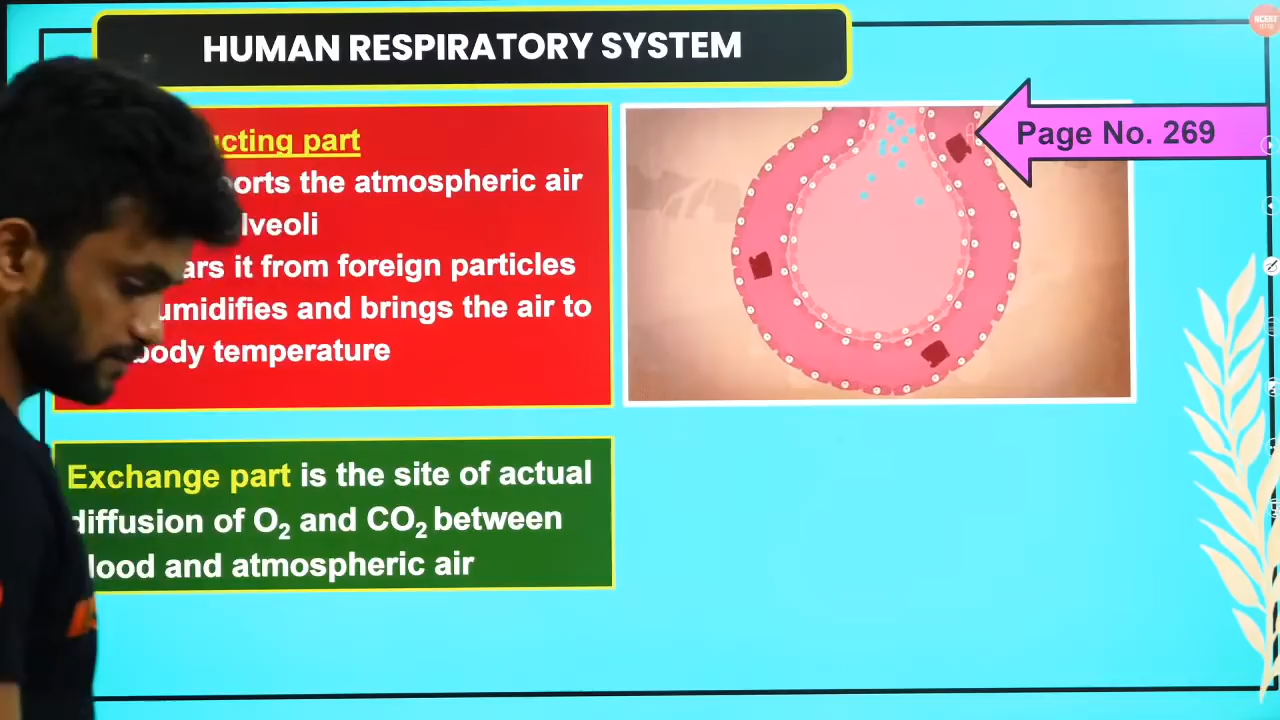 HUMAN RESPIRATORY SYSTEM
ucting part
ports the atmospheric air
lveoli
ars it from foreign particles
umidifies and brings the air to
body temperature
Page No. 269
Exchange part is the site of actual
diffusion of O₂ and CO₂ between
lood and atmospheric air
NCERT